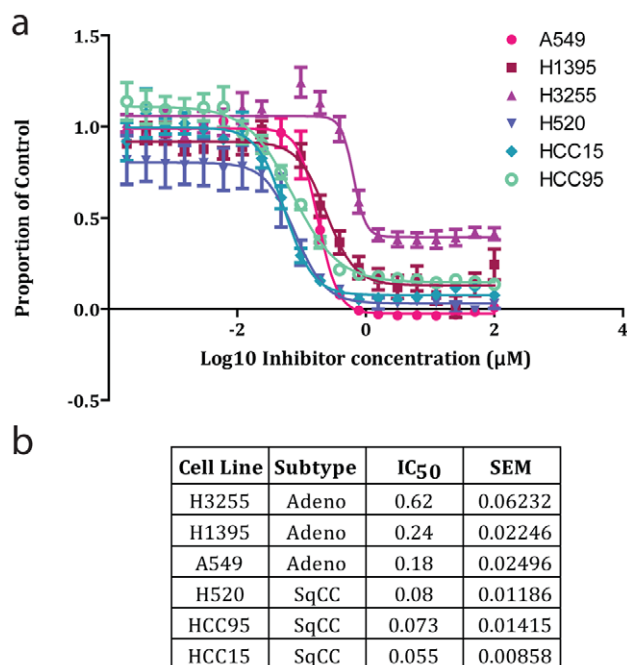 a
1.5
1.0
0.5
0.0
-0.5
-2
0
2
4
Proportion of Control
Log10 Inhibitor concentration (µM)
A549
H1395
H3255
H520
HCC15
HCC95
b
Cell Line Subtype IC50 SEM
H3255 Adeno 0.62 0.06232
H1395 Adeno 0.24 0.02246
A549 Adeno 0.18 0.02496
H520 SqCC 0.08 0.01186
HCC95 SqCC 0.073 0.01415
HCC15 SqCC 0.055 0.00858